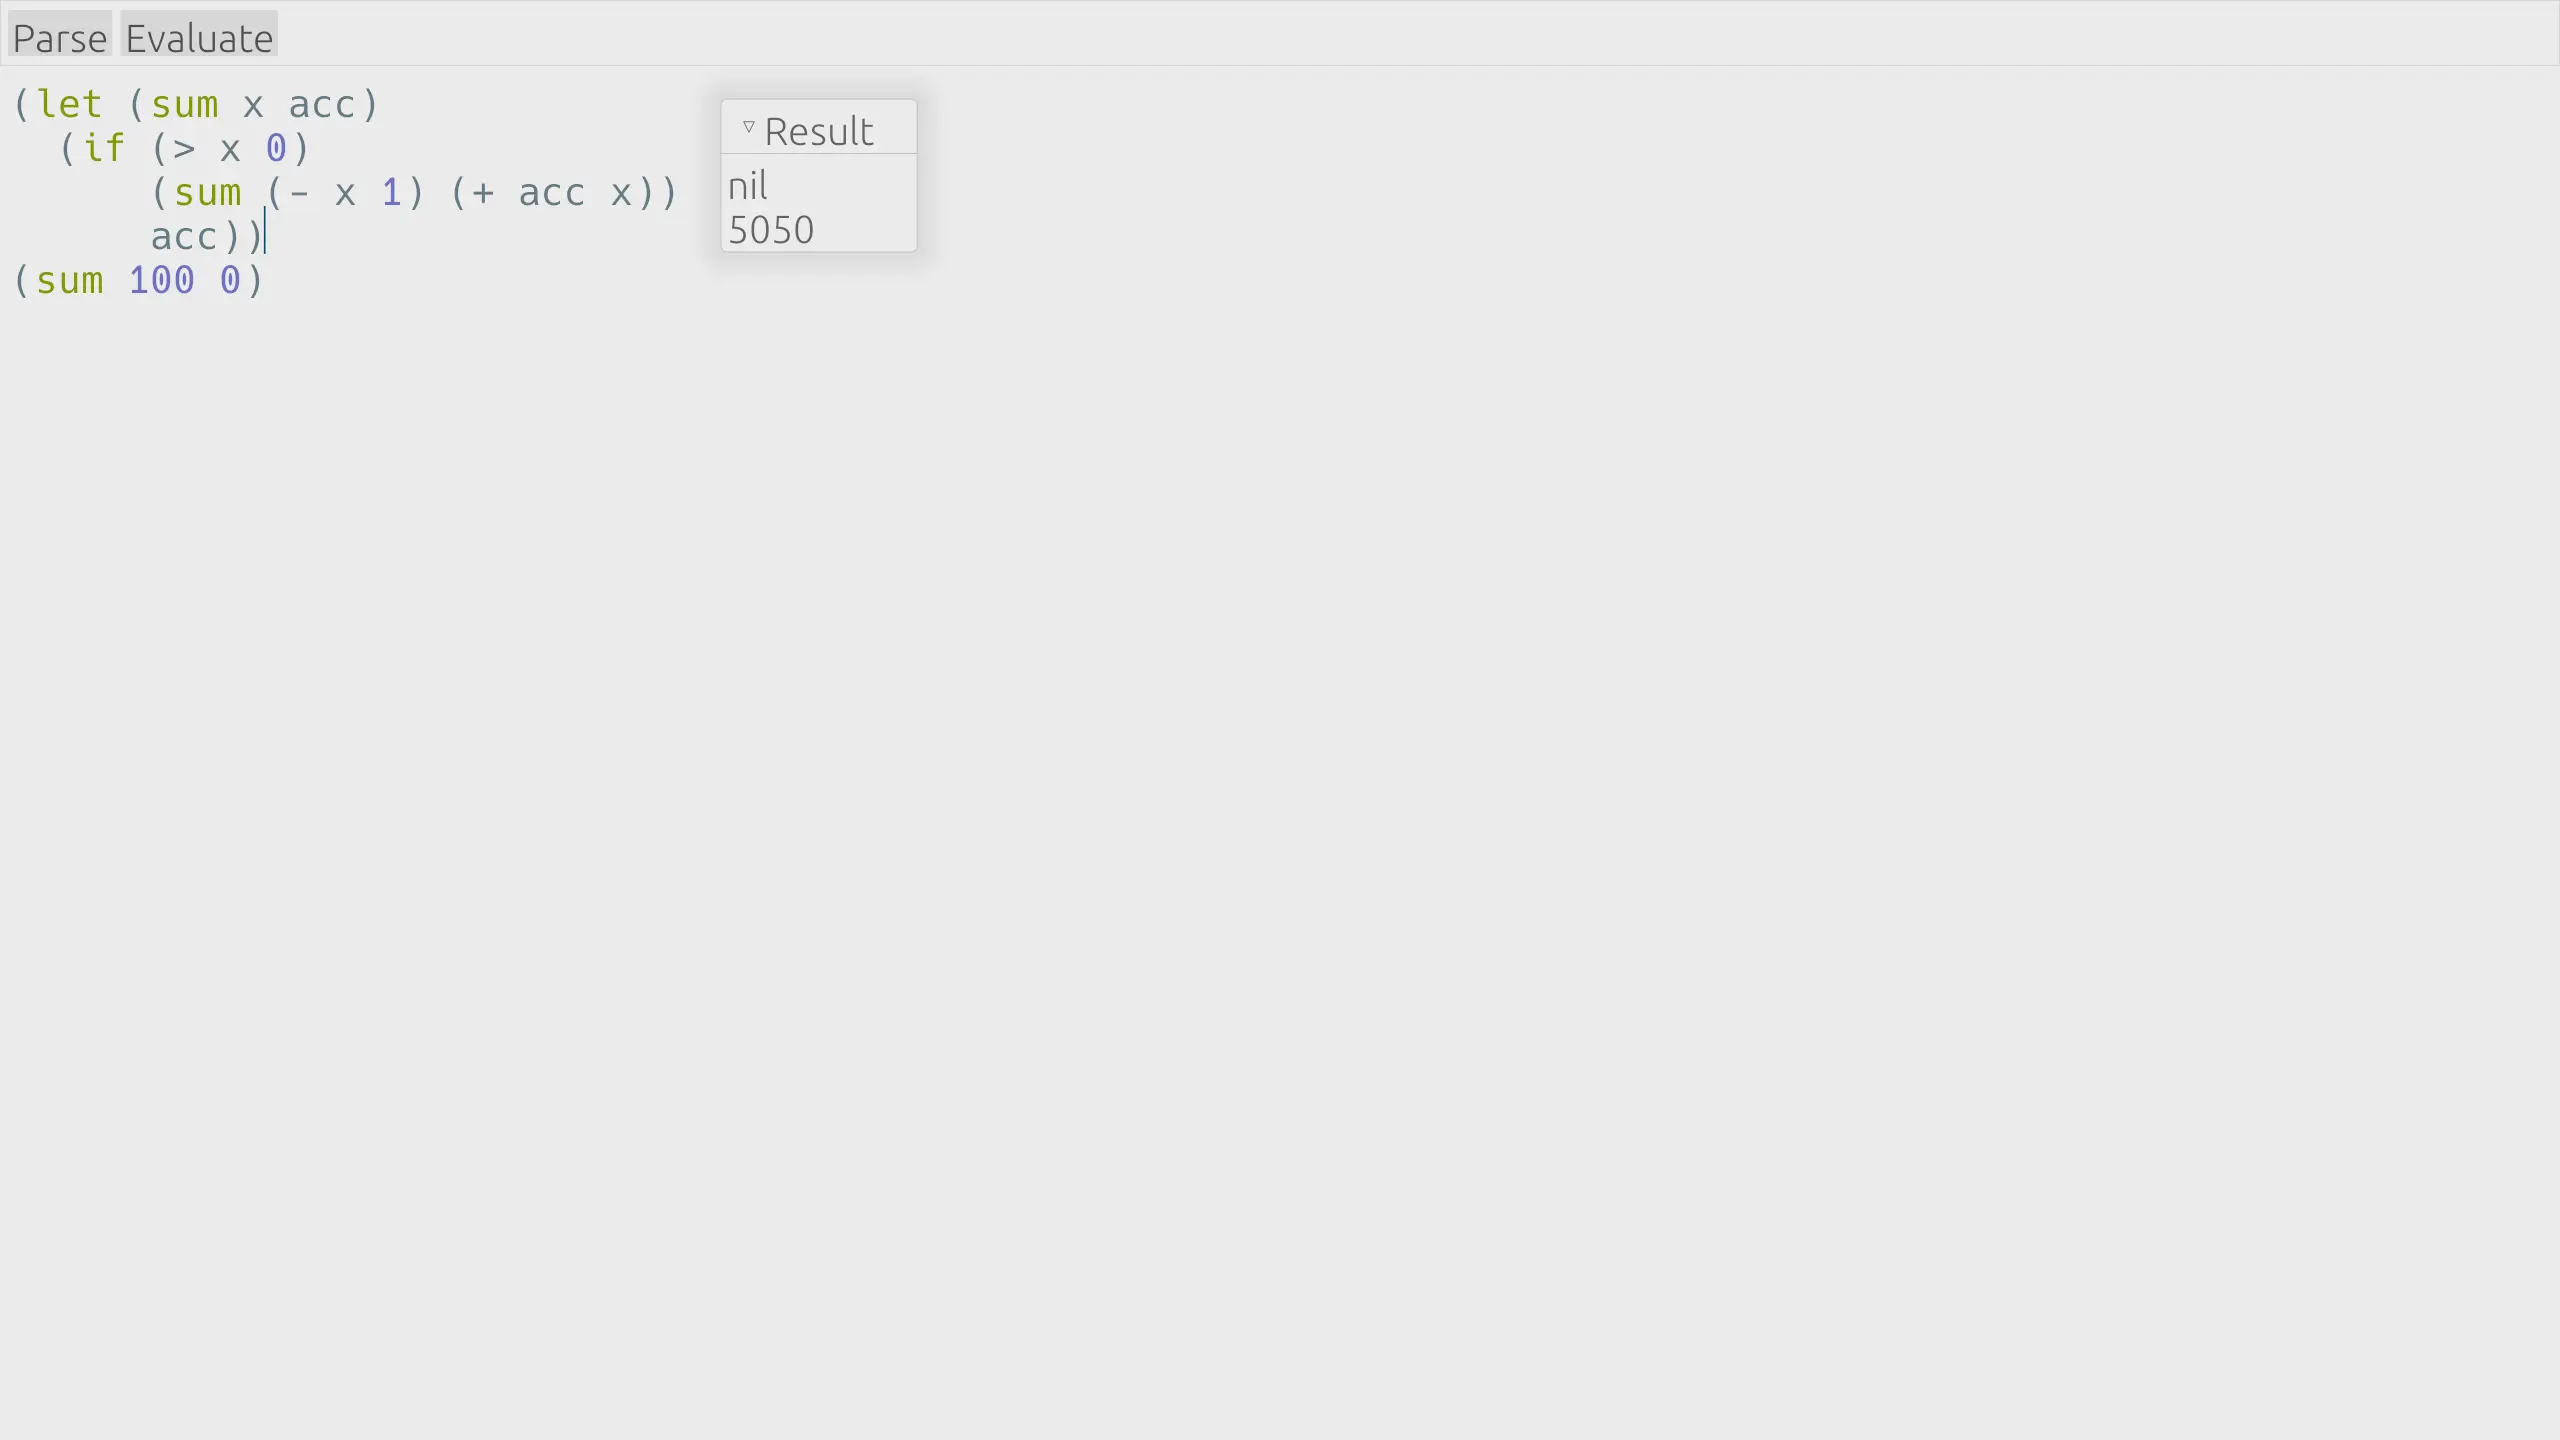 Parse Evaluate
(let (sum x acc)
  (if (> x 0)
      (sum (- x 1) (+ acc x))
      acc))
(sum 100 0)
▿ Result
nil
5050